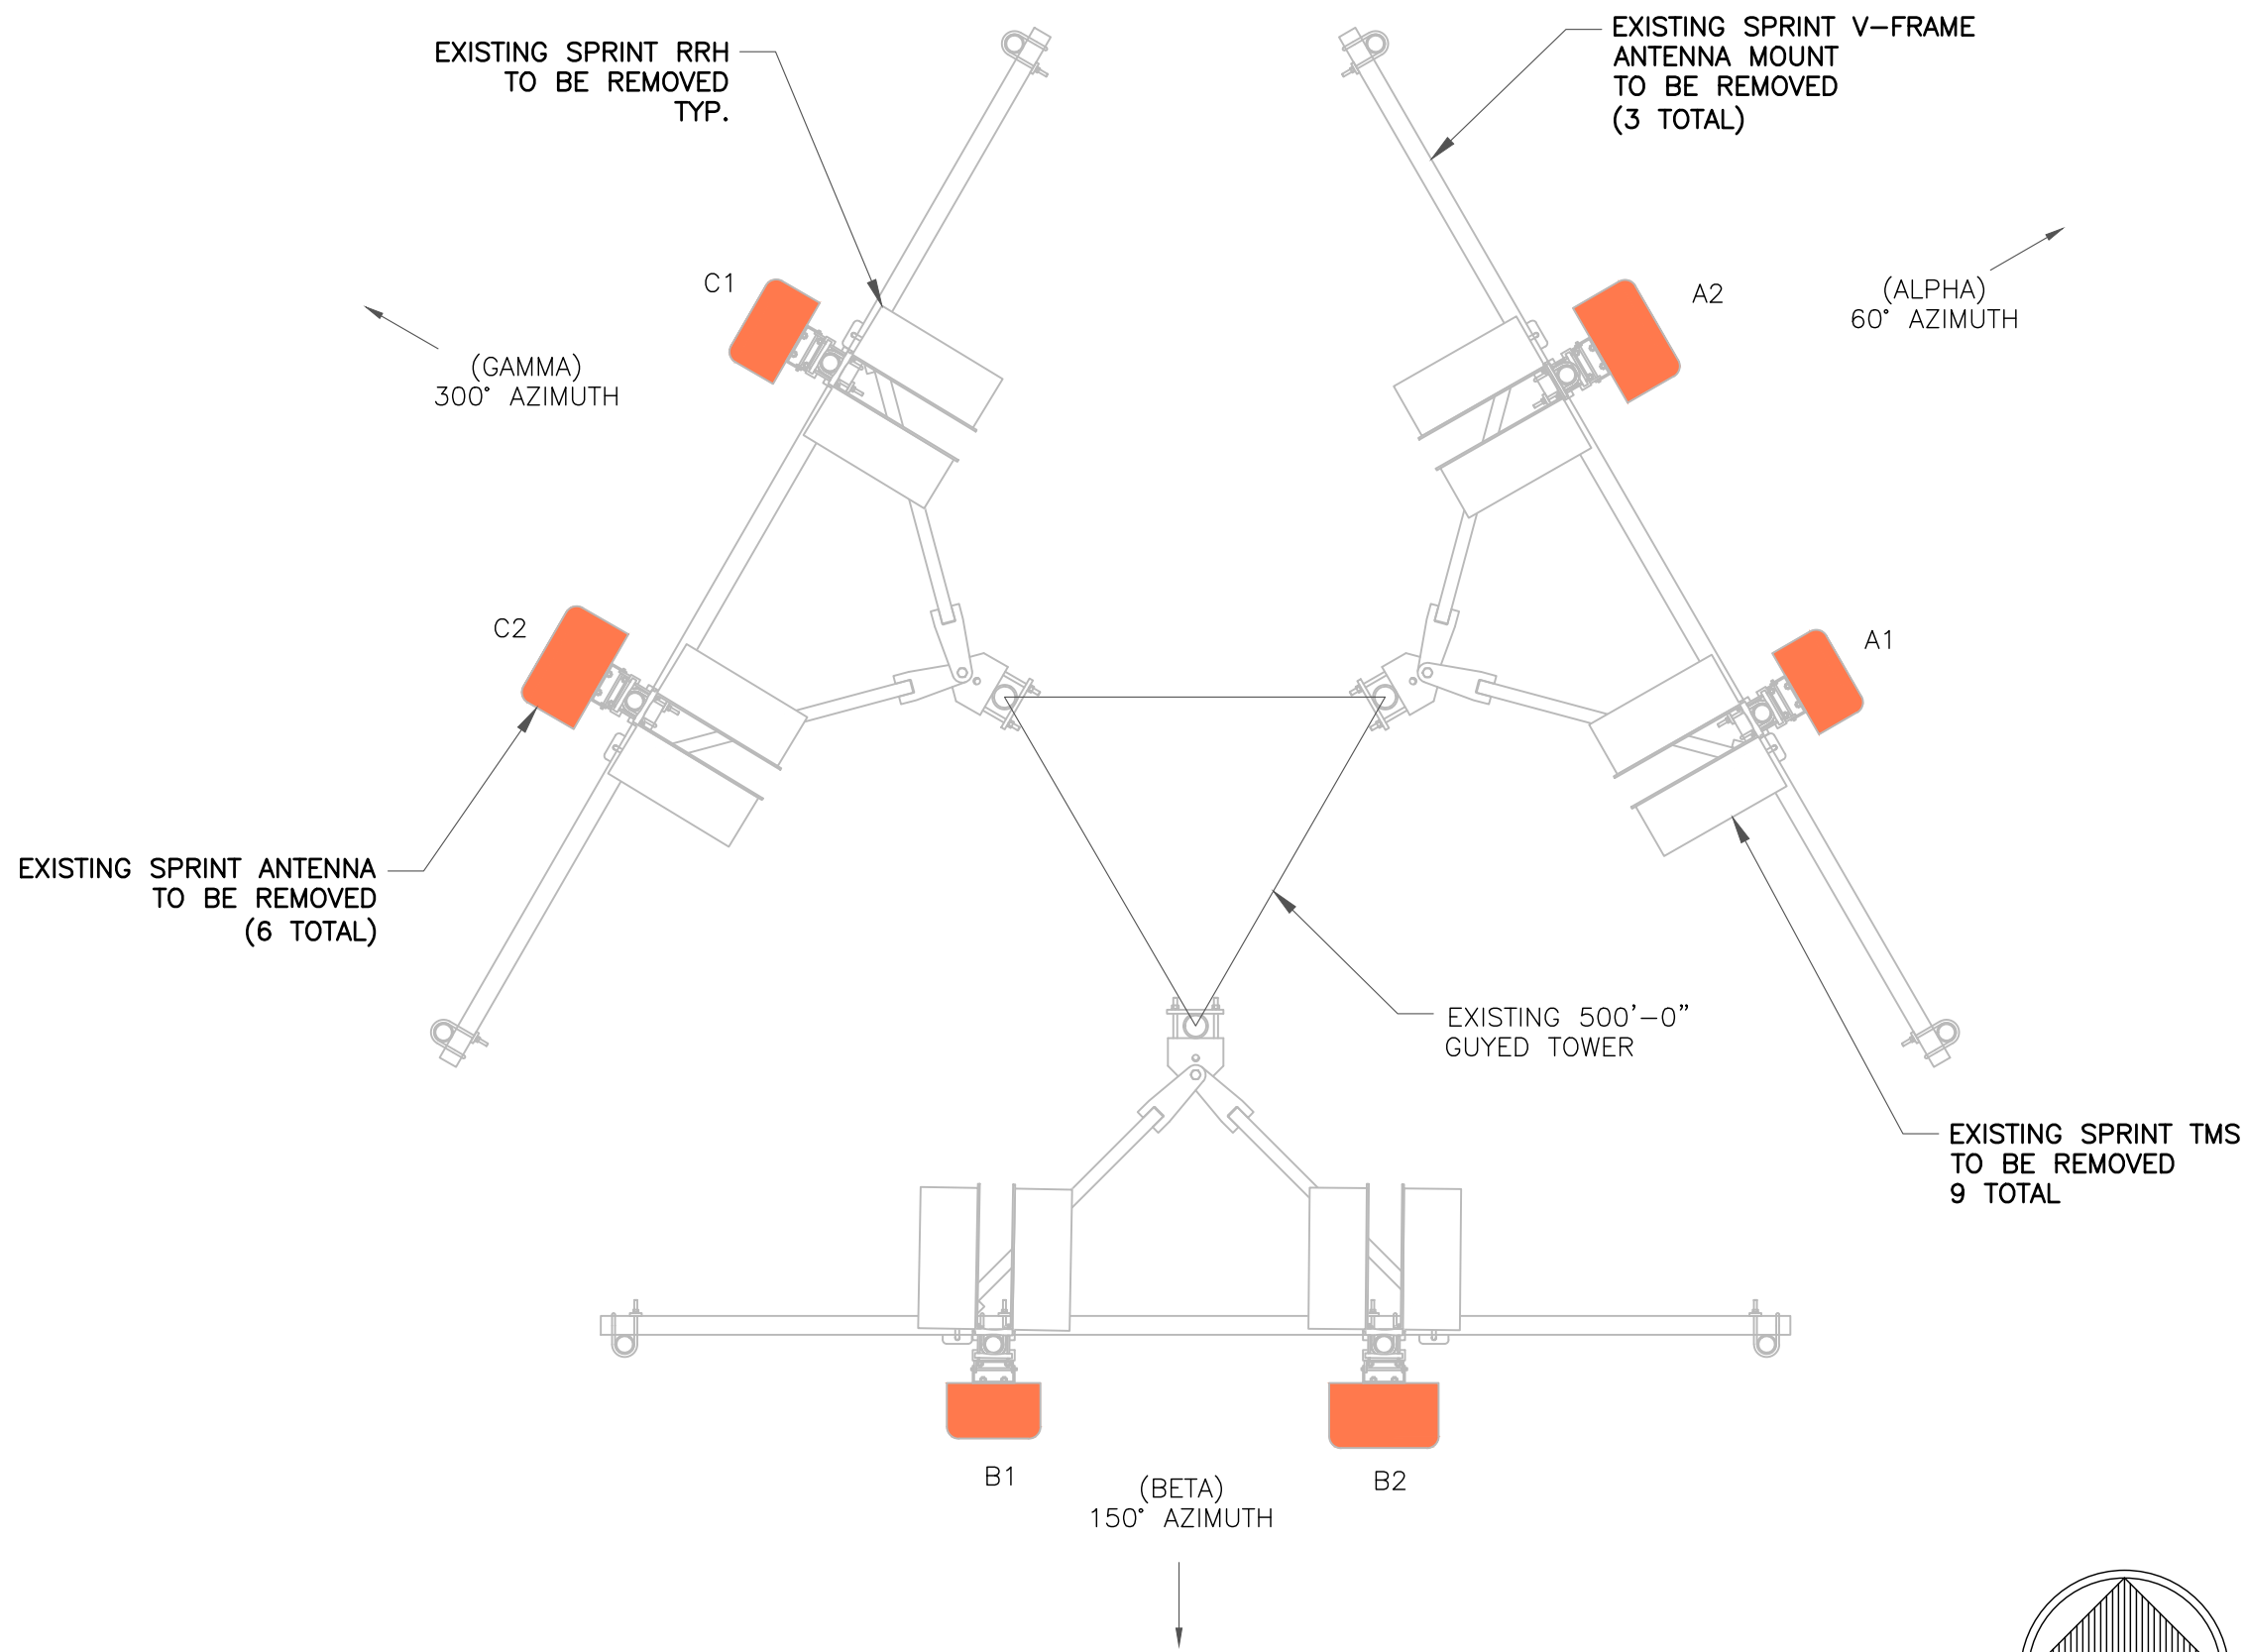 EXISTING SPRINT RRH
TO BE REMOVED
TYP.
EXISTING SPRINT V-FRAME
ANTENNA MOUNT
TO BE REMOVED
(3 TOTAL)
C1
A2
(ALPHA)
60° AZIMUTH
(GAMMA)
300° AZIMUTH
C2
A1
EXISTING SPRINT ANTENNA
TO BE REMOVED
(6 TOTAL)
EXISTING 500'-0"
GUYED TOWER
EXISTING SPRINT TMS
TO BE REMOVED
9 TOTAL
B1
B2
(BETA)
150° AZIMUTH